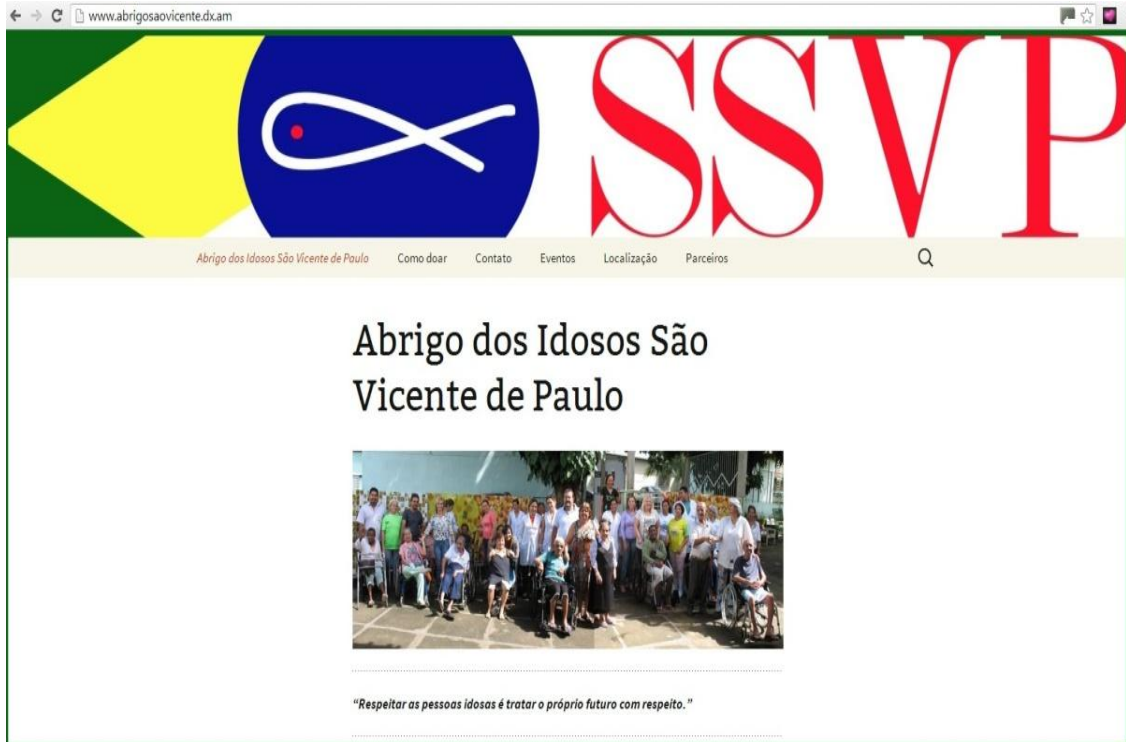 www.abrigosaovicente.dx.am
SSVP
Abrigo dos Idosos São Vicente de Paulo Como doar Contato Eventos Localização Parceiros
Abrigo dos Idosos São
Vicente de Paulo
“Respeitar as pessoas idosas é tratar o próprio futuro com respeito.”